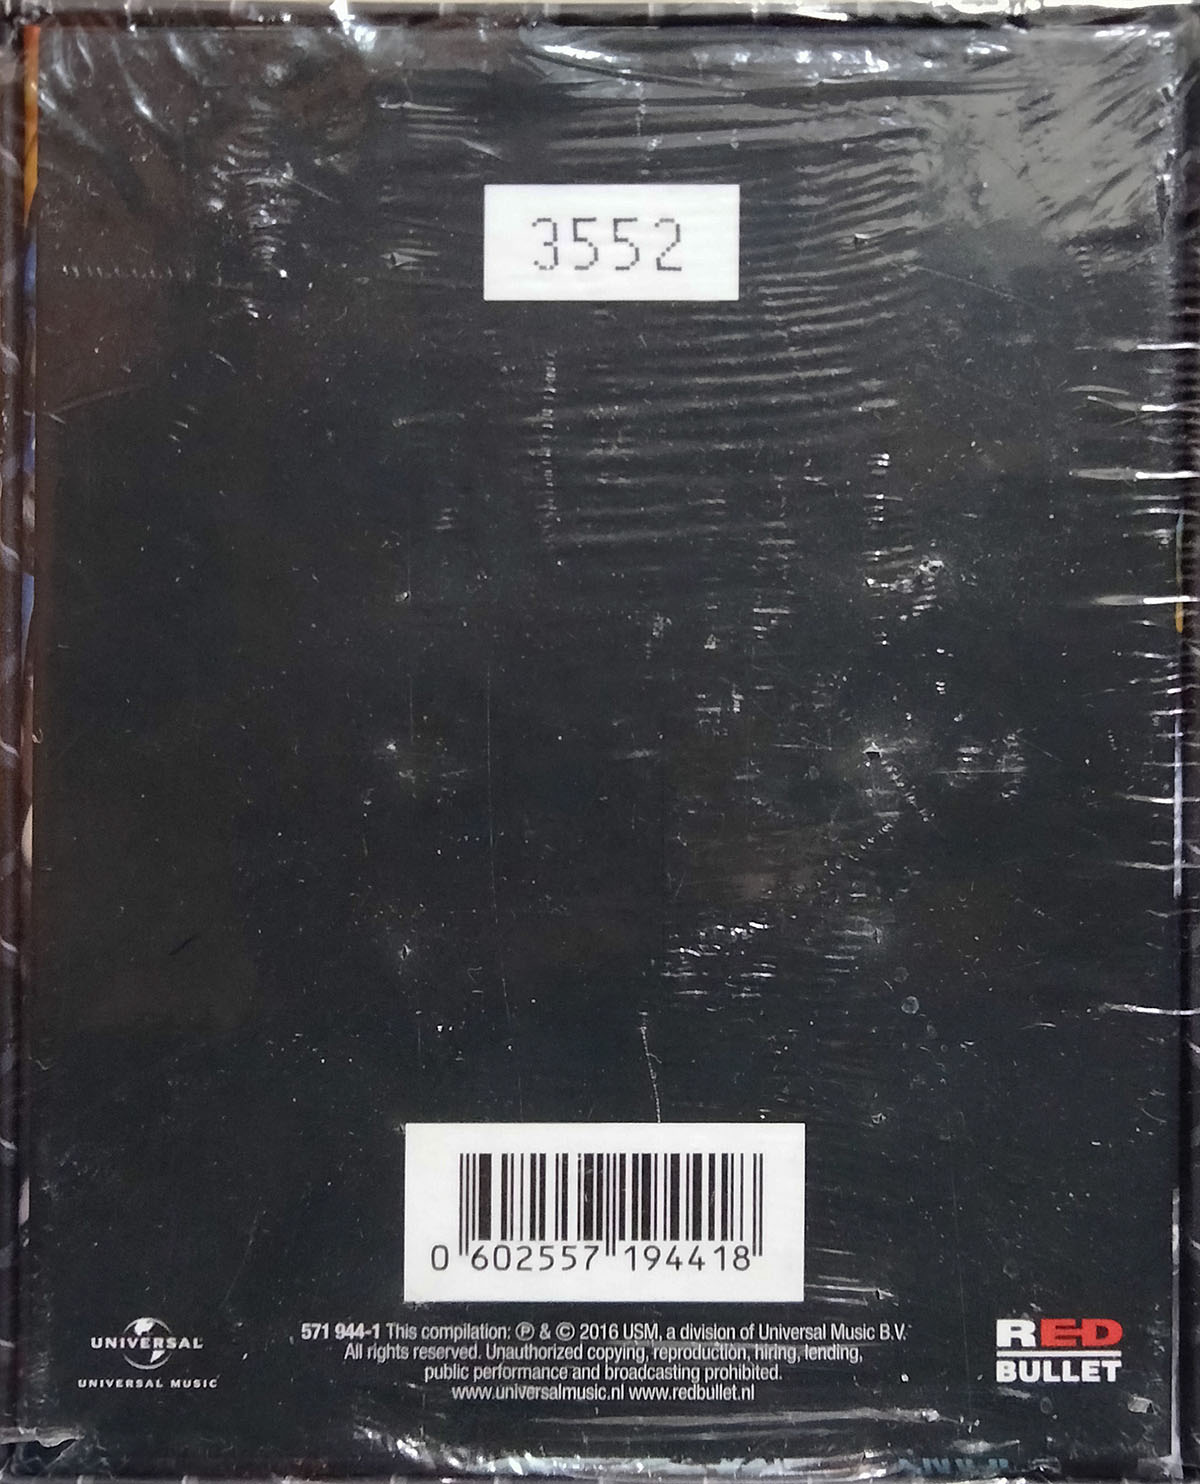 3552
0 602557 194418
UNIVERSAL
UNIVERSAL MUSIC
571 944-1 This compilation: ℗ & © 2016 USM, a division of Universal Music B.V.
All rights reserved. Unauthorized copying, reproduction, hiring, lending,
public performance and broadcasting prohibited.
www.universalmusic.nl www.redbullet.nl
RED
BULLET